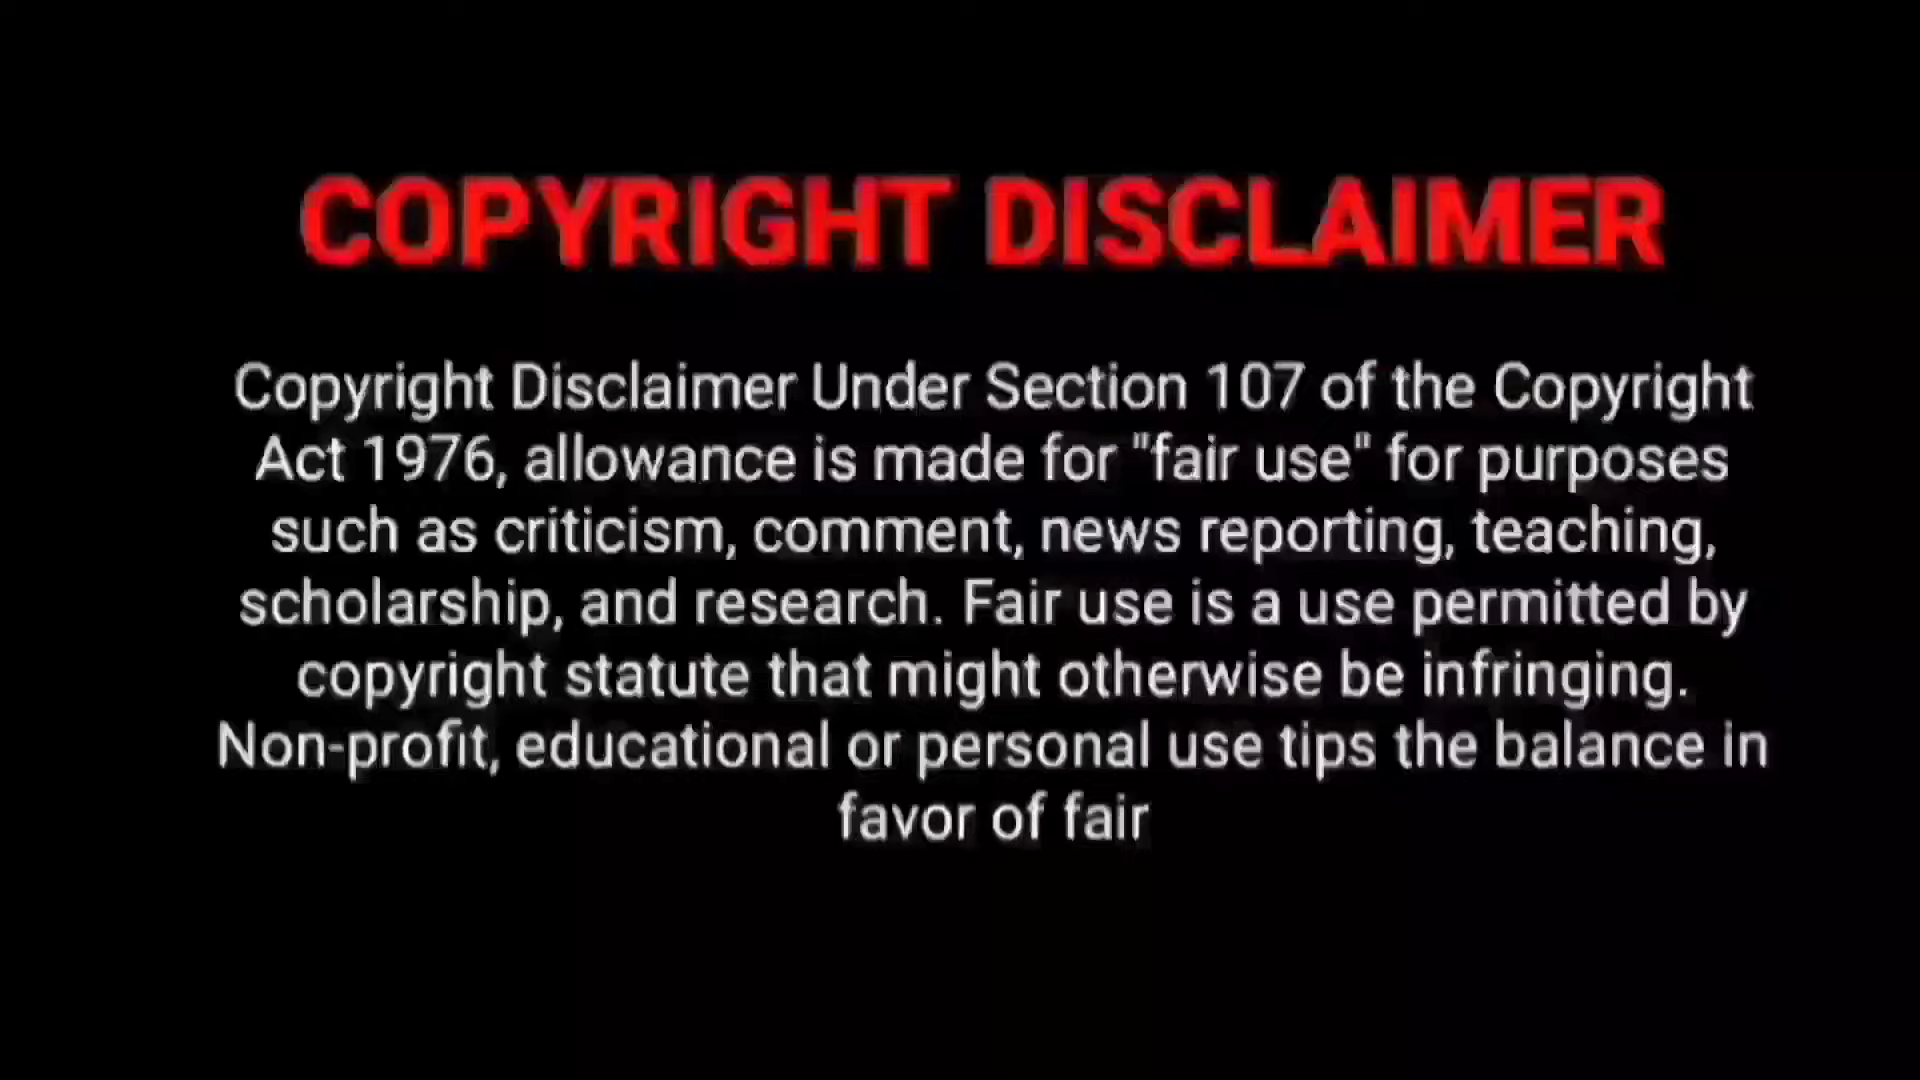 COPYRIGHT DISCLAIMER
Copyright Disclaimer Under Section 107 of the Copyright
Act 1976, allowance is made for "fair use" for purposes
such as criticism, comment, news reporting, teaching,
scholarship, and research. Fair use is a use permitted by
copyright statute that might otherwise be infringing.
Non-profit, educational or personal use tips the balance in
favor of fair